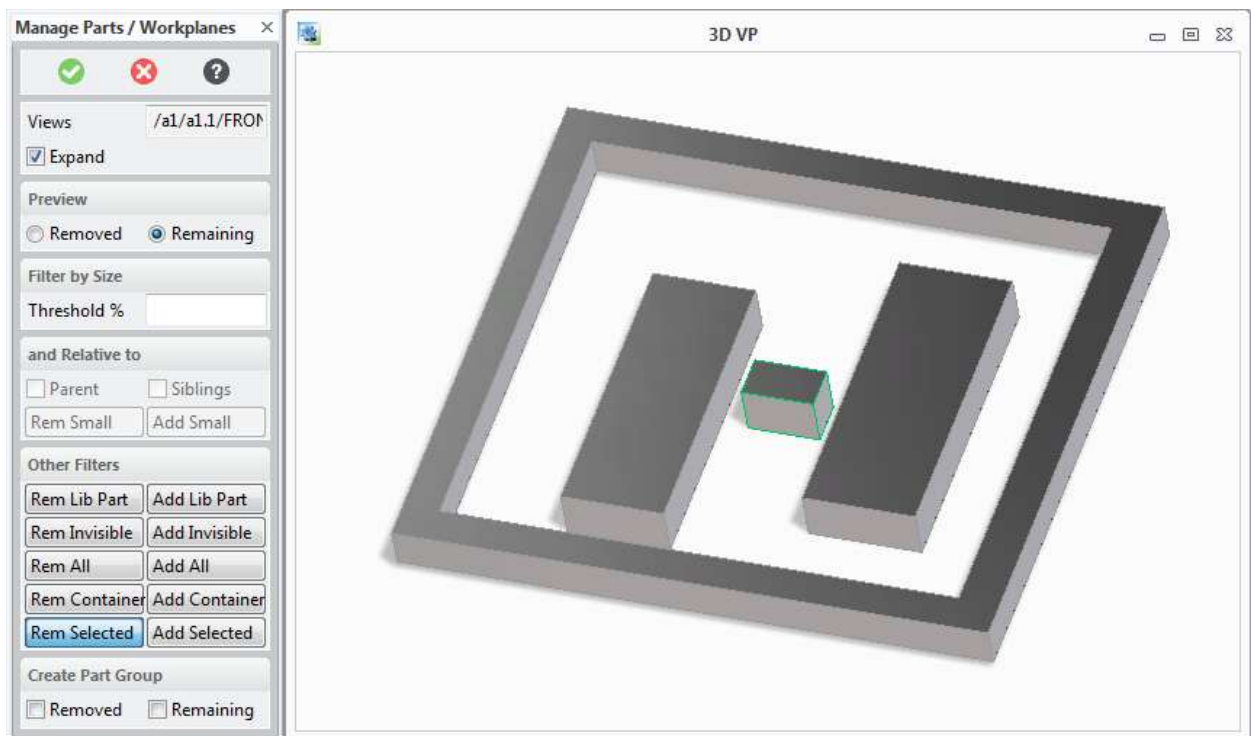 Manage Parts / Workplanes
3D VP
Views /a1/a1.1/FRON
Expand
Preview
Removed Remaining
Filter by Size
Threshold %
and Relative to
Parent Siblings
Rem Small Add Small
Other Filters
Rem Lib Part Add Lib Part
Rem Invisible Add Invisible
Rem All Add All
Rem Container Add Container
Rem Selected Add Selected
Create Part Group
Removed Remaining